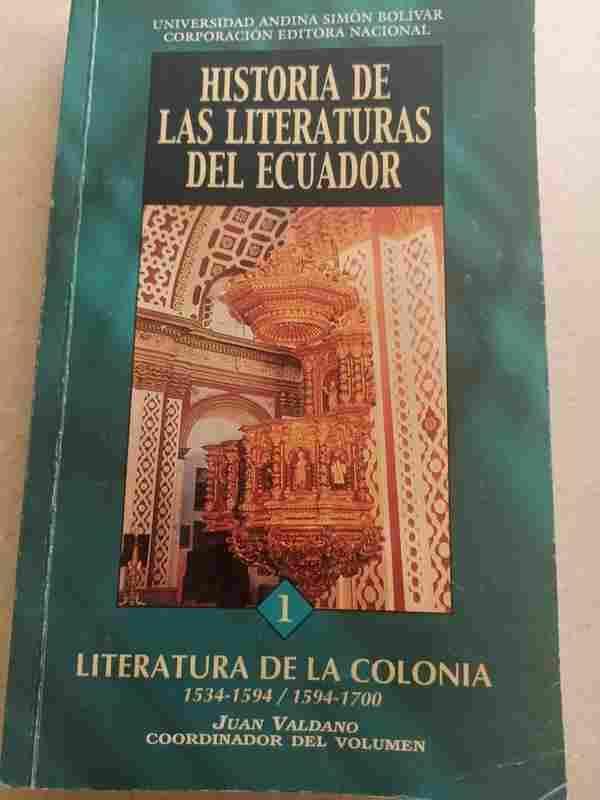 UNIVERSIDAD ANDINA SIMÓN BOLÍVAR
CORPORACIÓN EDITORA NACIONAL
HISTORIA DE
LAS LITERATURAS
DEL ECUADOR
1
LITERATURA DE LA COLONIA
1534-1594 / 1594-1700
JUAN VALDANO
COORDINADOR DEL VOLUMEN